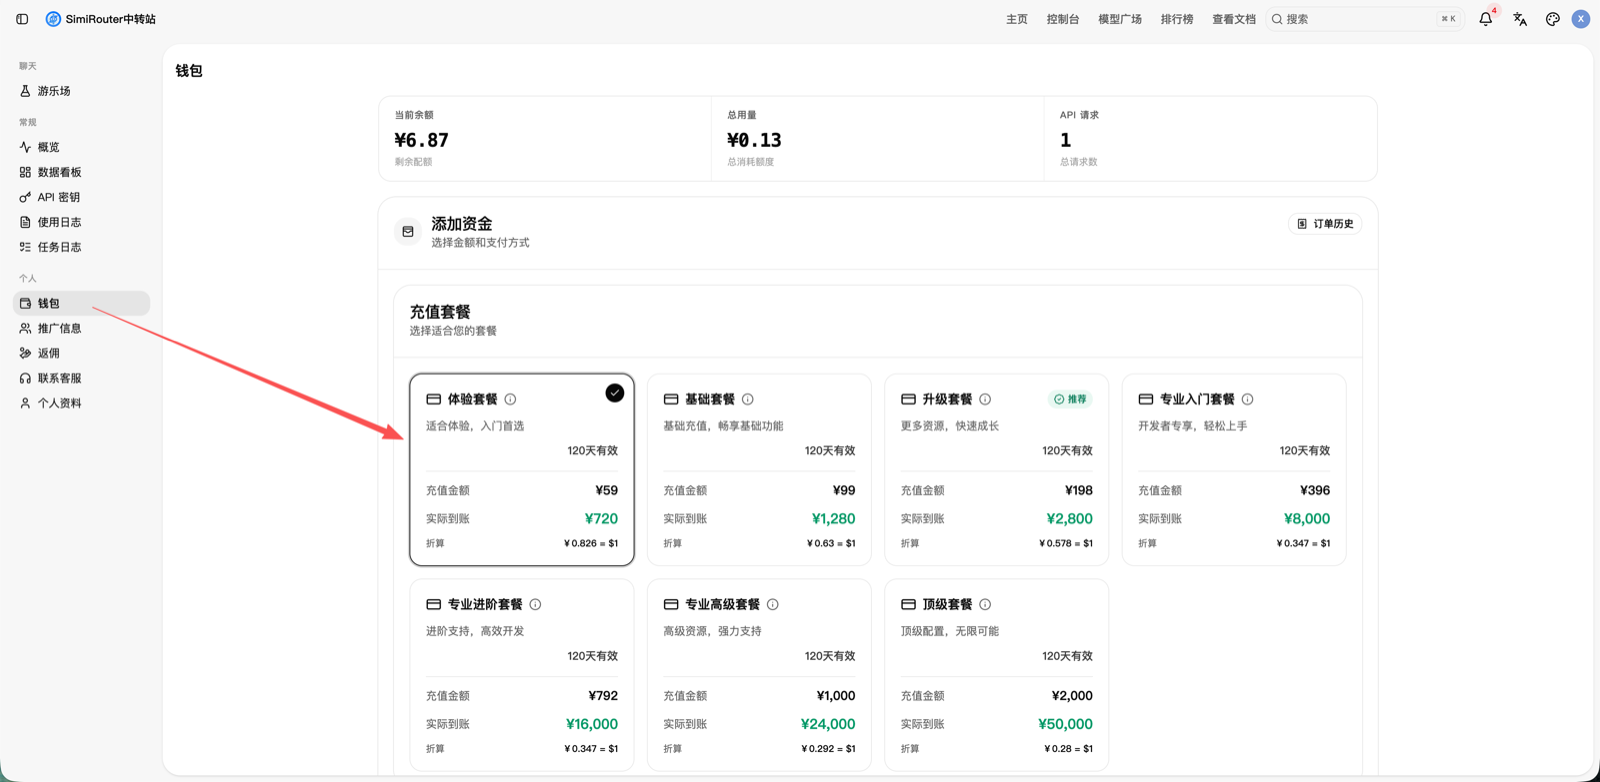 SimiRouter中转站
主页 控制台 模型广场 排行榜 查看文档 搜索 ⌘ K 4 X
聊天
游乐场
常规
概览
数据看板
API 密钥
使用日志
任务日志
个人
钱包
推广信息
返佣
联系客服
个人资料
钱包
当前余额
¥6.87
剩余配额
总用量
¥0.13
总消耗额度
API 请求
1
总请求数
添加资金
选择金额和支付方式
订单历史
充值套餐
选择适合您的套餐
体验套餐
适合体验，入门首选
120天有效
充值金额 ¥59
实际到账 ¥720
折算 ¥ 0.826 = $1
基础套餐
基础充值，畅享基础功能
120天有效
充值金额 ¥99
实际到账 ¥1,280
折算 ¥ 0.63 = $1
升级套餐 推荐
更多资源，快速成长
120天有效
充值金额 ¥198
实际到账 ¥2,800
折算 ¥ 0.578 = $1
专业入门套餐
开发者专享，轻松上手
120天有效
充值金额 ¥396
实际到账 ¥8,000
折算 ¥ 0.347 = $1
专业进阶套餐
进阶支持，高效开发
120天有效
充值金额 ¥792
实际到账 ¥16,000
折算 ¥ 0.347 = $1
专业高级套餐
高级资源，强力支持
120天有效
充值金额 ¥1,000
实际到账 ¥24,000
折算 ¥ 0.292 = $1
顶级套餐
顶级配置，无限可能
120天有效
充值金额 ¥2,000
实际到账 ¥50,000
折算 ¥ 0.28 = $1